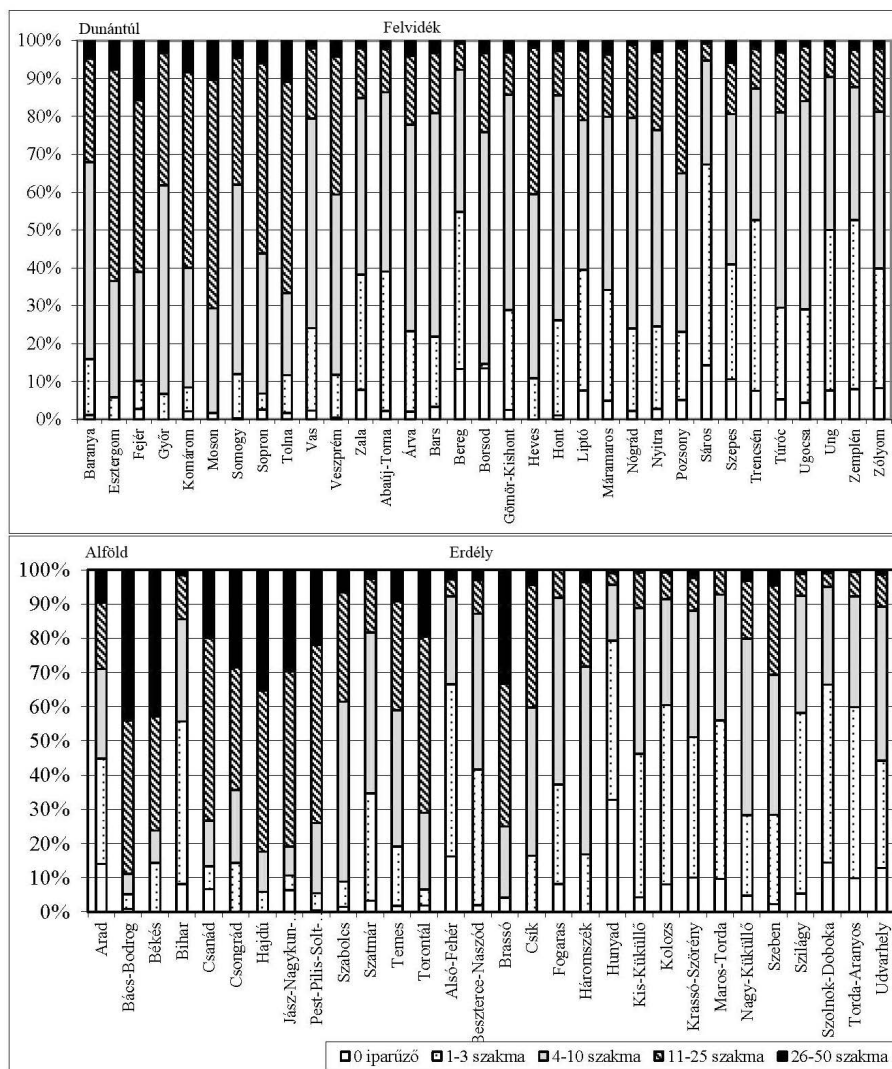 Dunántúl Felvidék
100%
90%
80%
70%
60%
50%
40%
30%
20%
10%
0%
Baranya
Esztergom
Fejér
Győr
Komárom
Moson
Somogy
Sopron
Tolna
Vas
Veszprém
Zala
Abaúj-Torna
Árva
Bars
Bereg
Borsod
Gömör-Kishont
Heves
Hont
Liptó
Máramaros
Nógrád
Nyitra
Pozsony
Sáros
Szepes
Trencsén
Túróc
Ugocsa
Ung
Zemplén
Zólyom
Alföld Erdély
100%
90%
80%
70%
60%
50%
40%
30%
20%
10%
0%
Arad
Bács-Bodrog
Békés
Bihar
Csanád
Csongrád
Hajdú
Jász-Nagykun-
Pest-Pilis-Solt-
Szabolcs
Szatmár
Temes
Torontál
Alsó-Fehér
Beszterce-Naszód
Brassó
Csík
Fogaras
Háromszék
Hunyad
Kis-Küküllő
Kolozs
Krassó-Szörény
Maros-Torda
Nagy-Küküllő
Szeben
Szilágy
Szolnok-Doboka
Torda-Aranyos
Udvarhely
0 iparűző 1-3 szakma 4-10 szakma 11-25 szakma 26-50 szakma